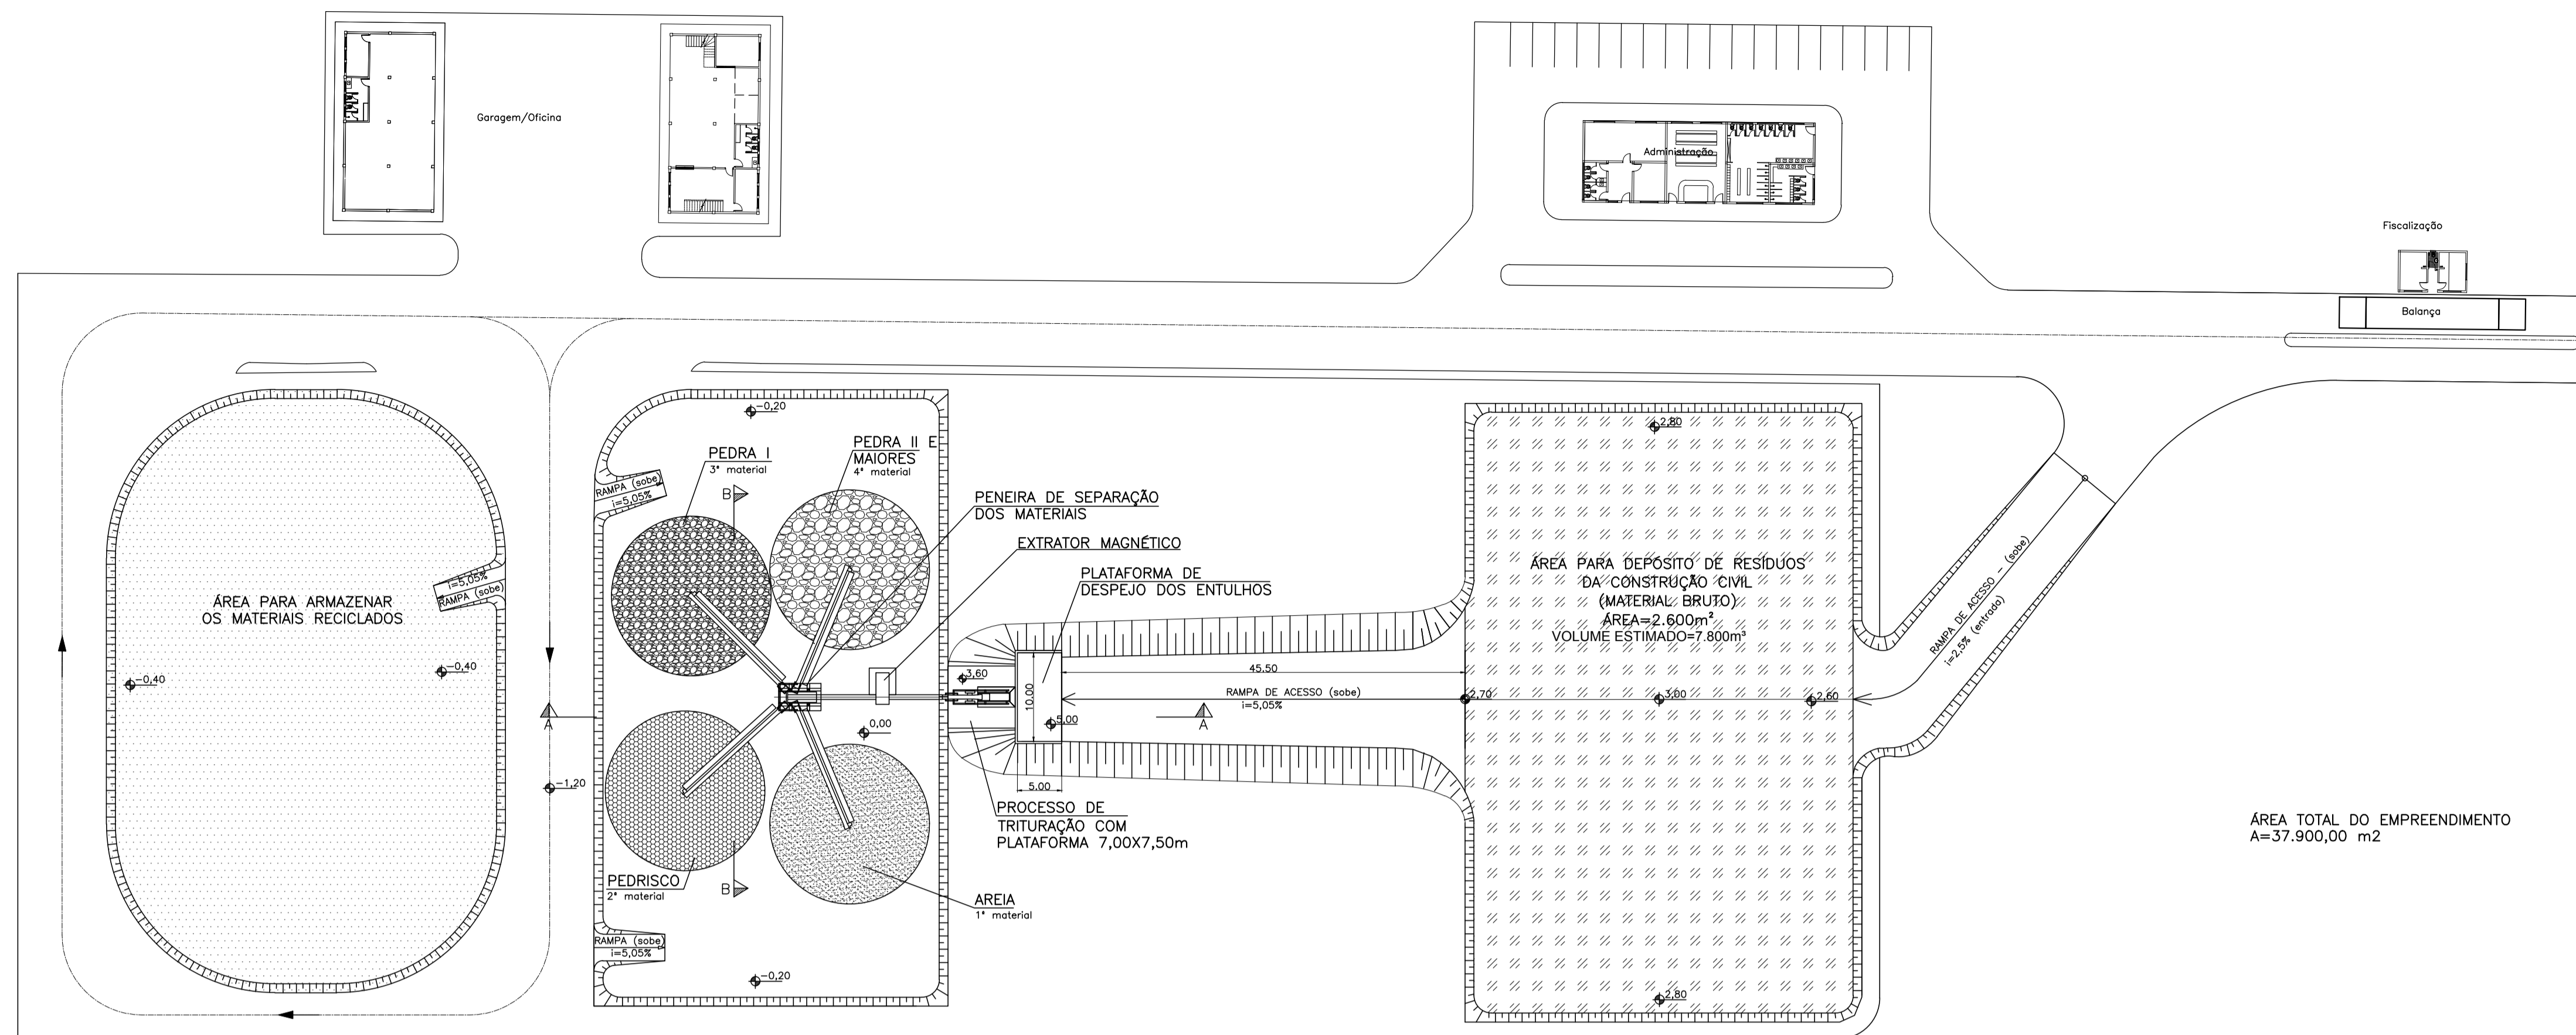 Garagem/Oficina
Administração
Fiscalização
Balança
-0,20
PEDRA I
3° material
PEDRA II E
MAIORES
4° material
B
RAMPA (sobe)
i=5,05%
PENEIRA DE SEPARAÇÃO
DOS MATERIAIS
EXTRATOR MAGNÉTICO
PLATAFORMA DE
DESPEJO DOS ENTULHOS
2,80
ÁREA PARA DEPÓSITO DE RESÍDUOS
DA CONSTRUÇÃO CIVIL
(MATERIAL BRUTO)
ÁREA=2.600m²
VOLUME ESTIMADO=7.800m³
RAMPA DE ACESSO - (sobe)
i=2.5% (entrada)
i=5,05%
RAMPA (sobe)
ÁREA PARA ARMAZENAR
OS MATERIAIS RECICLADOS
-0,40
-0,40
3,60
10.00
45.50
RAMPA DE ACESSO (sobe)
i=5.05%
2,70
3,00
2,60
0,00
5,00
A
A
-1,20
5.00
PROCESSO DE
TRITURAÇÃO COM
PLATAFORMA 7,00X7,50m
ÁREA TOTAL DO EMPREENDIMENTO
A=37.900,00 m2
PEDRISCO
2° material
B
AREIA
1° material
RAMPA (sobe)
i=5,05%
-0,20
2,80